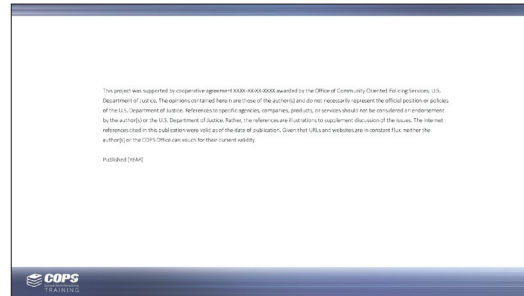 This project was supported by cooperative agreement XXXX-XX-XX-XXXX awarded by the Office of Community Oriented Policing Services, U.S.
Department of Justice. The opinions contained herein are those of the author(s) and do not necessarily represent the official position or policies
of the U.S. Department of Justice. References to specific agencies, companies, products, or services should not be considered an endorsement
by the author(s) or the U.S. Department of Justice. Rather, the references are illustrations to supplement discussion of the issues. The Internet
references cited in this publication were valid as of the date of publication. Given that URLs and websites are in constant flux, neither the
author(s) or the COPS Office can vouch for their current validity.
Published [YEAR]
COPS
TRAINING